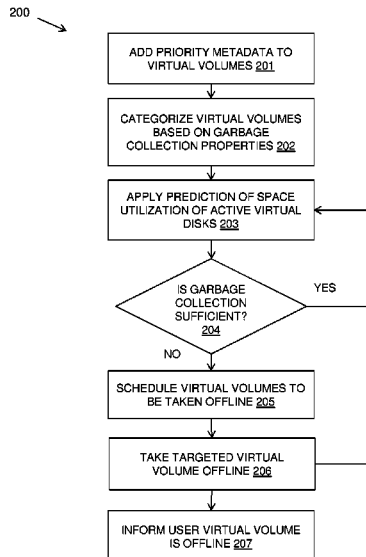 200
ADD PRIORITY METADATA TO
VIRTUAL VOLUMES 201
CATEGORIZE VIRTUAL VOLUMES
BASED ON GARBAGE
COLLECTION PROPERTIES 202
APPLY PREDICTION OF SPACE
UTILIZATION OF ACTIVE VIRTUAL
DISKS 203
IS GARBAGE
COLLECTION
SUFFICIENT?
204
YES
NO
SCHEDULE VIRTUAL VOLUMES TO
BE TAKEN OFFLINE 205
TAKE TARGETED VIRTUAL
VOLUME OFFLINE 206
INFORM USER VIRTUAL VOLUME
IS OFFLINE 207